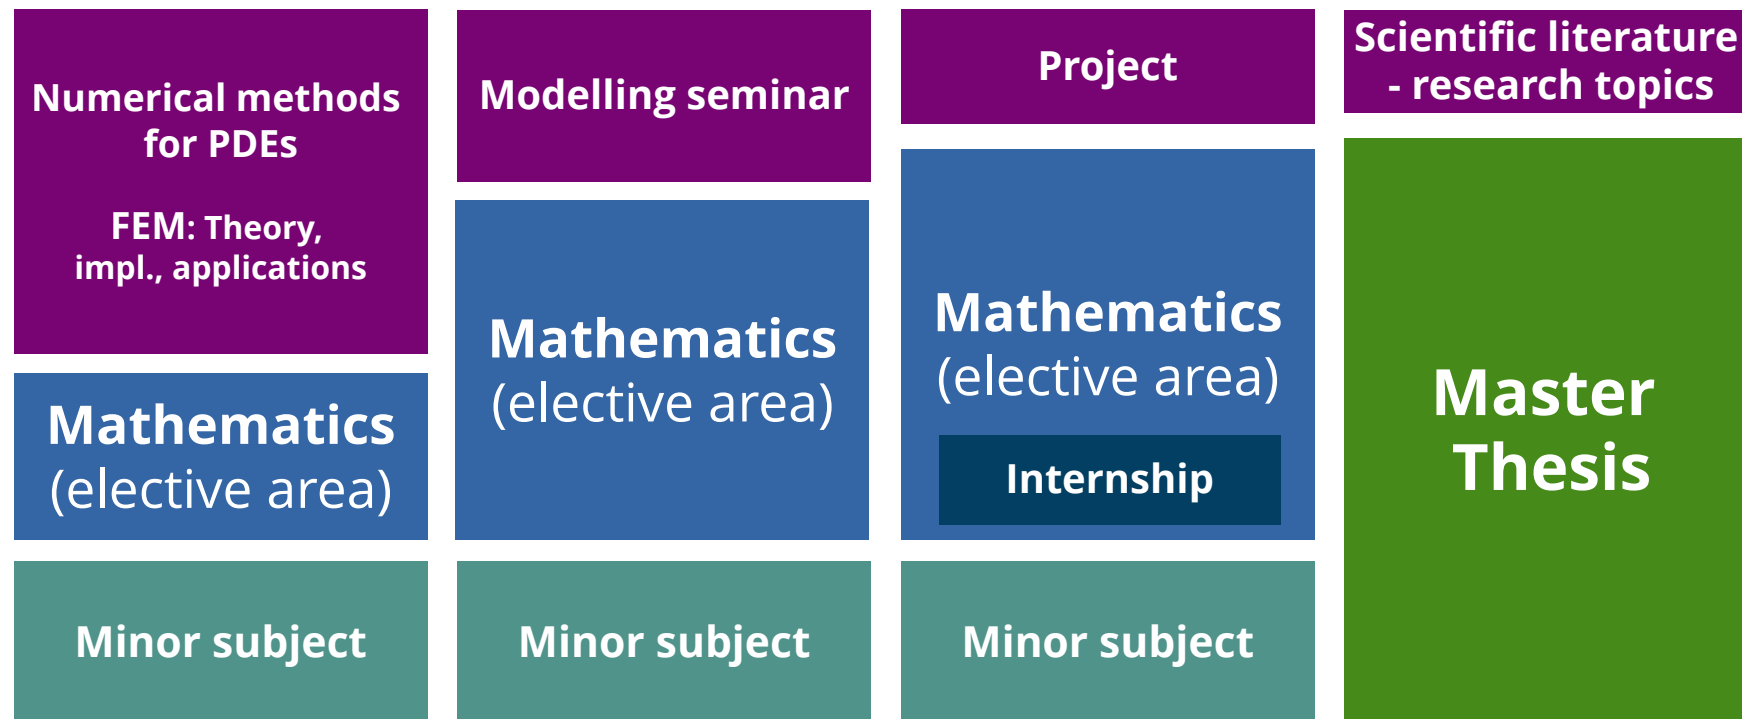 Numerical methods
for PDEs
FEM: Theory,
impl., applications
Mathematics
(elective area)
Minor subject
Modelling seminar
Mathematics
(elective area)
Minor subject
Project
Mathematics
(elective area)
Internship
Minor subject
Scientific literature
- research topics
Master
Thesis